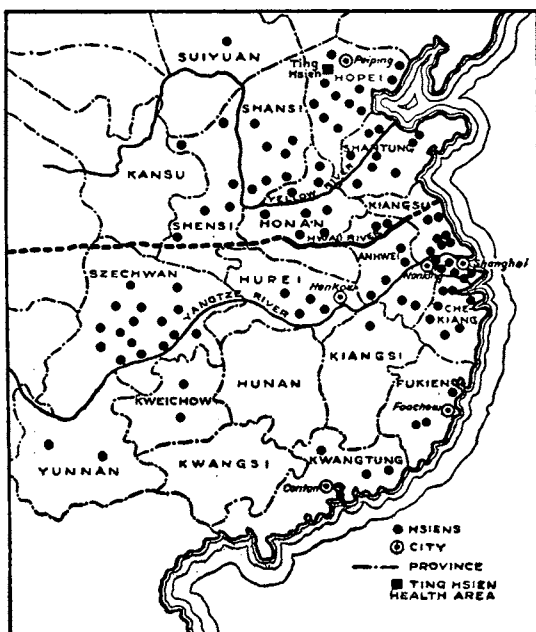 SUIYUAN
Ting
Hsien
Peiping
HOPEI
SHANSI
SHANTUNG
KANSU
YELLOW RIVER
KIANGSU
SHENSI
HONAN
HWAI RIVER
ANHWEI
SZECHWAN
HUPEI
Hankow
Nanking
Shanghai
YANGTZE RIVER
CHE
KIANG
KIANGSI
HUNAN
FUKIEN
KWEICHOW
Foochow
YUNNAN
KWANGSI
KWANGTUNG
Canton
HSIENS
CITY
PROVINCE
TING HSIEN
HEALTH AREA